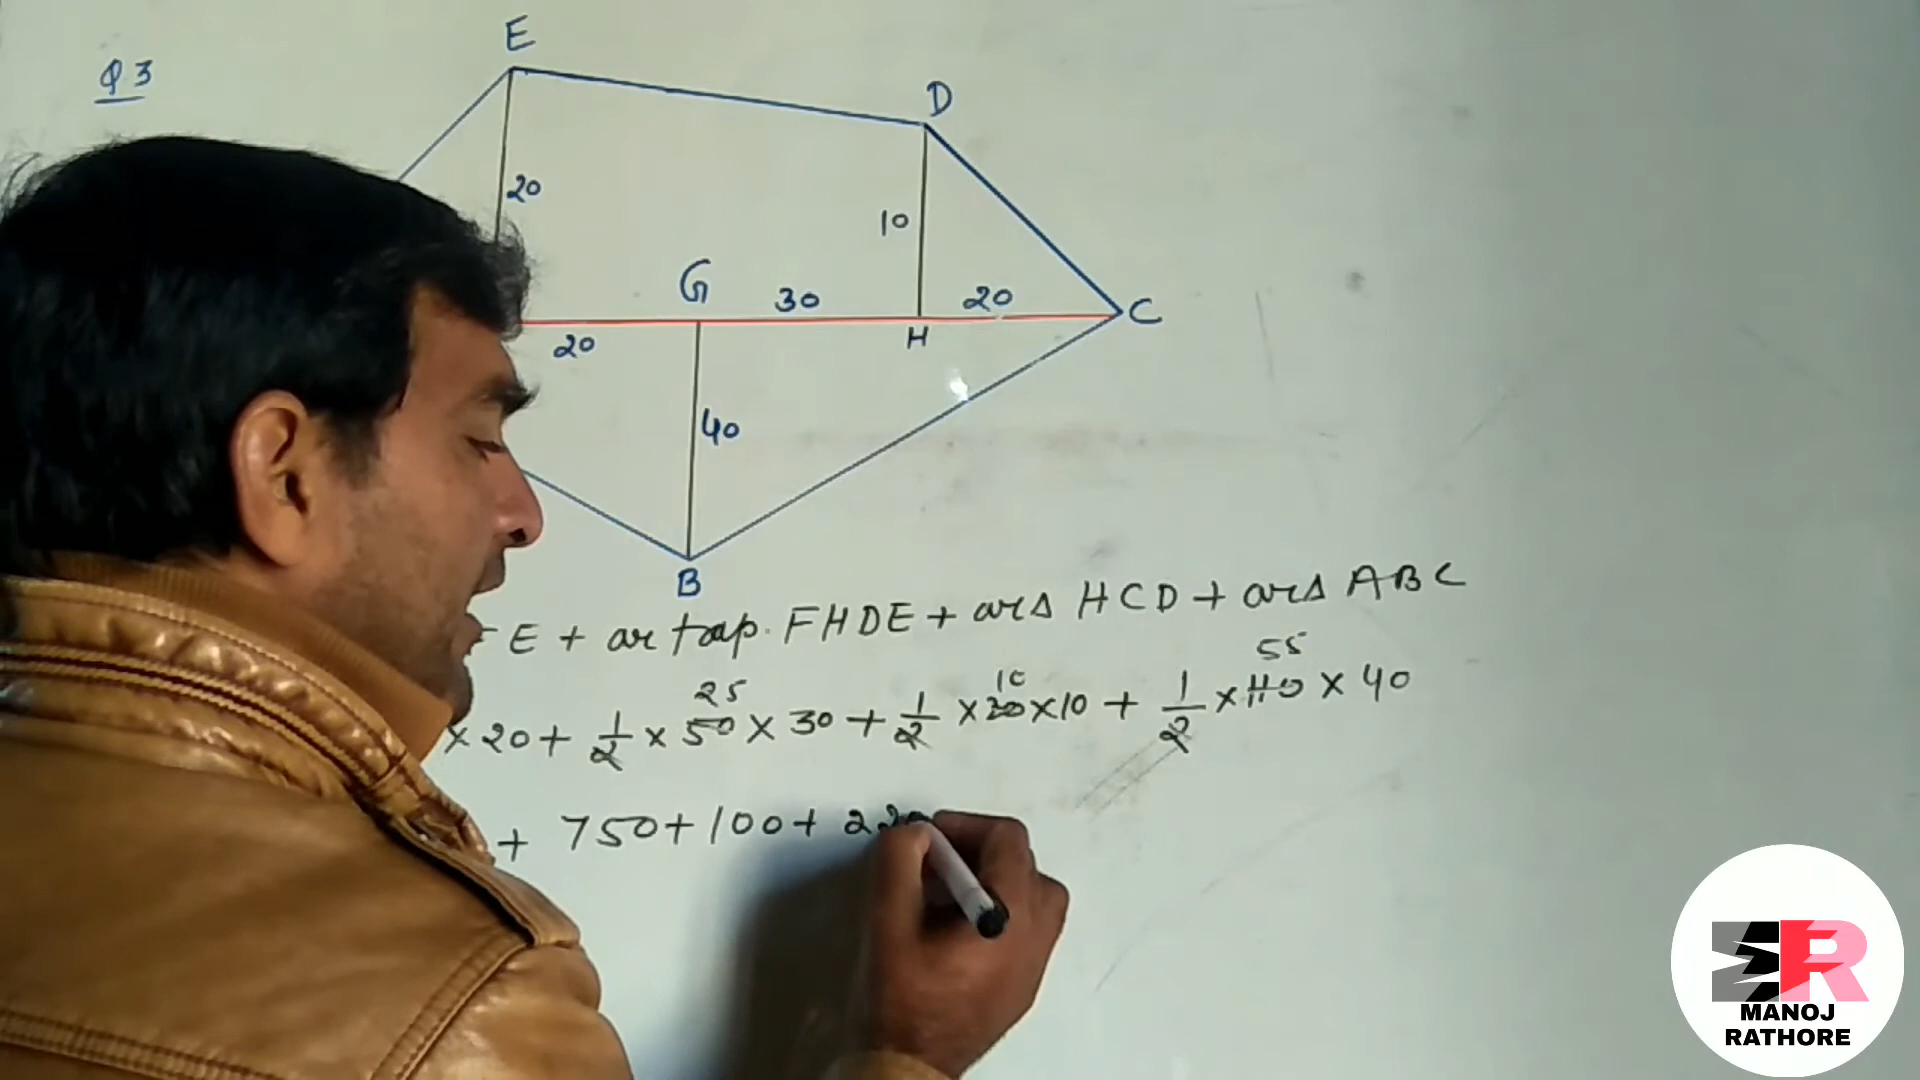 Q3
E
D
20
10
G
30
20
C
20
H
40
B
E + ar trap. FHDE + ar Δ HCD + ar Δ ABC
25 10 55
× 20 + 1/2 × 50 × 30 + 1/2 × 20 × 10 + 1/2 × 110 × 40
+ 750 + 100 + 220
MANOJ
RATHORE